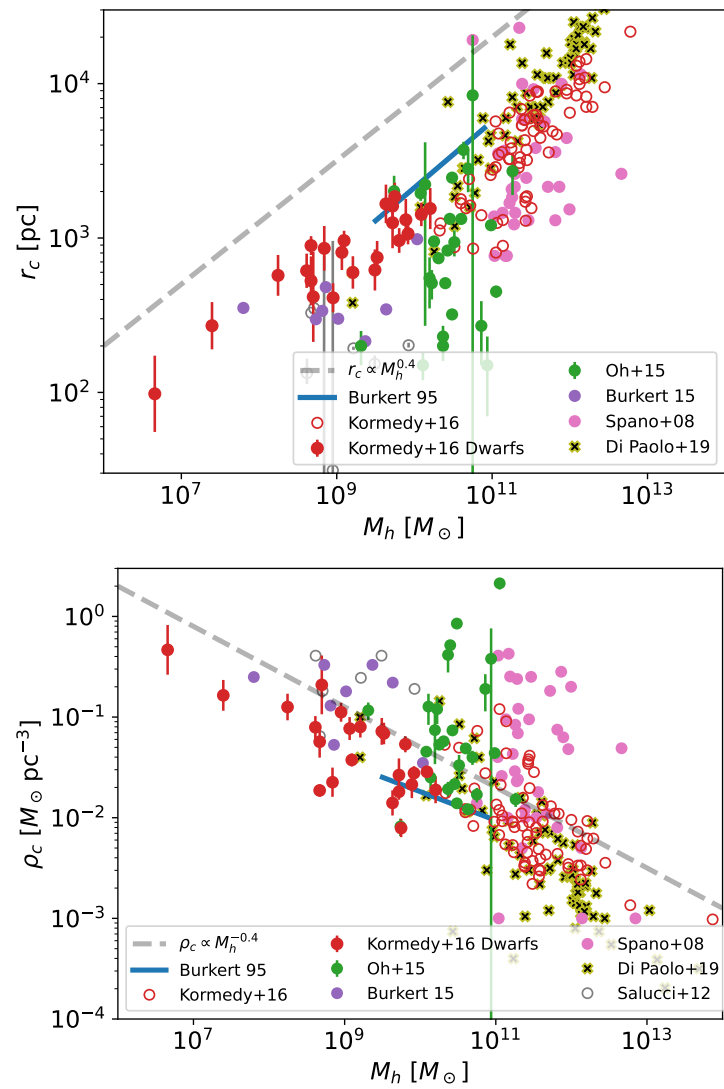 10⁴
10³
10²
r_c [pc]
r_c ∝ M_h^0.4
Burkert 95
Kormedy+16
Kormedy+16 Dwarfs
Oh+15
Burkert 15
Spano+08
Di Paolo+19
10⁷ 10⁹ 10¹¹ 10¹³
M_h [M_⊙]
10⁰
10⁻¹
10⁻²
10⁻³
10⁻⁴
ρ_c [M_⊙ pc⁻³]
ρ_c ∝ M_h^-0.4
Burkert 95
Kormedy+16
Kormedy+16 Dwarfs
Oh+15
Burkert 15
Spano+08
Di Paolo+19
Salucci+12
10⁷ 10⁹ 10¹¹ 10¹³
M_h [M_⊙]